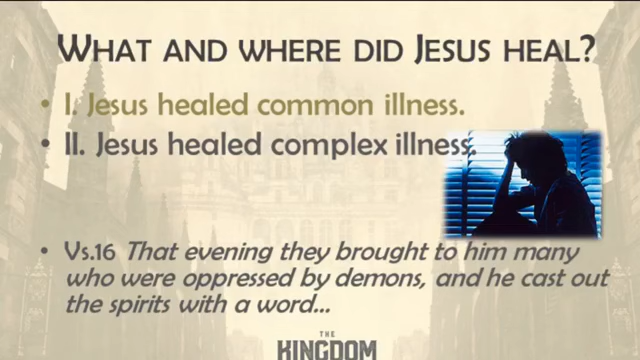 WHAT AND WHERE DID JESUS HEAL?
• I. Jesus healed common illness.
• II. Jesus healed complex illness.
• Vs.16 That evening they brought to him many
who were oppressed by demons, and he cast out
the spirits with a word...
THE
KINGDOM